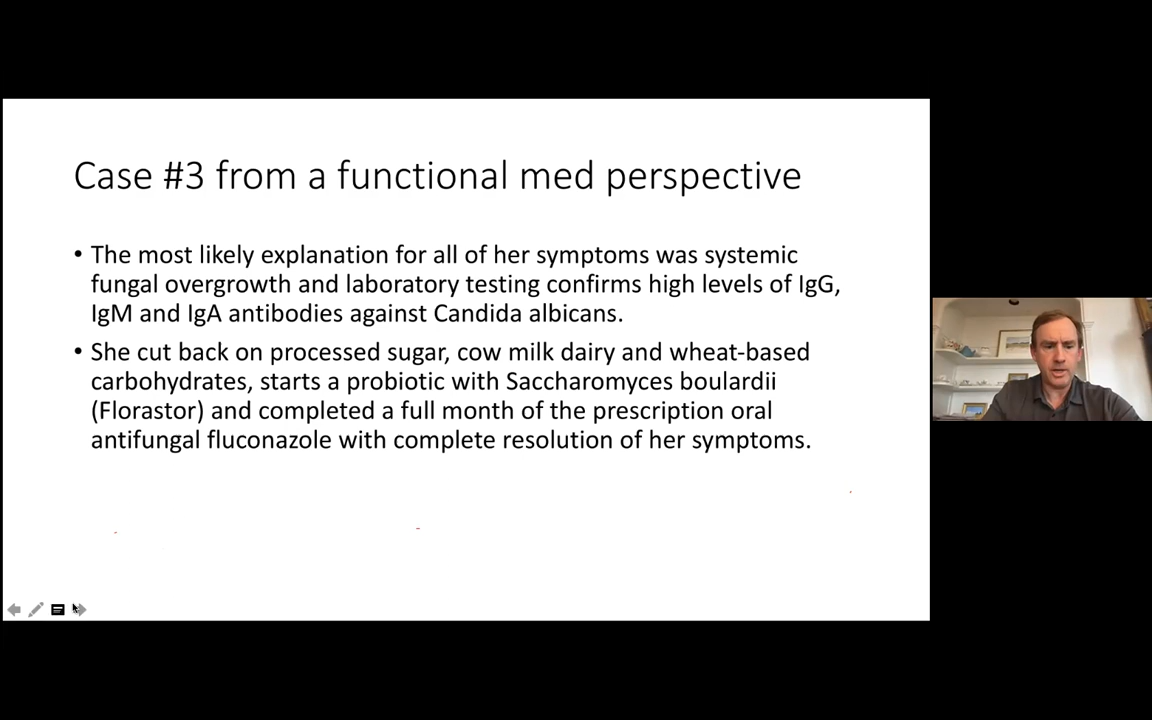 Case #3 from a functional med perspective
• The most likely explanation for all of her symptoms was systemic
fungal overgrowth and laboratory testing confirms high levels of IgG,
IgM and IgA antibodies against Candida albicans.
• She cut back on processed sugar, cow milk dairy and wheat-based
carbohydrates, starts a probiotic with Saccharomyces boulardii
(Florastor) and completed a full month of the prescription oral
antifungal fluconazole with complete resolution of her symptoms.